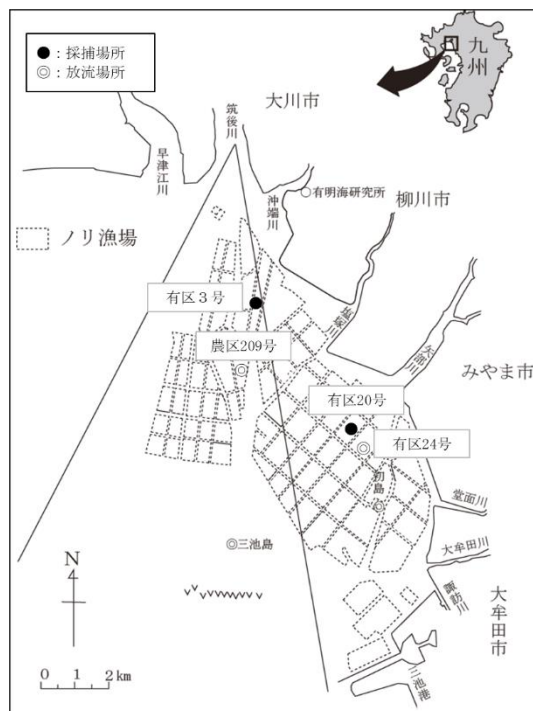 ●：採捕場所
◎：放流場所
九州
大川市
筑後川
早津江川
沖端川
○有明海研究所
柳川市
ノリ漁場
有区３号
塩塚川
農区209号
矢部川
みやま市
有区20号
有区24号
初島
堂面川
◎三池島
大牟田川
N
諏訪川
大牟田市
三池港
0 1 2km